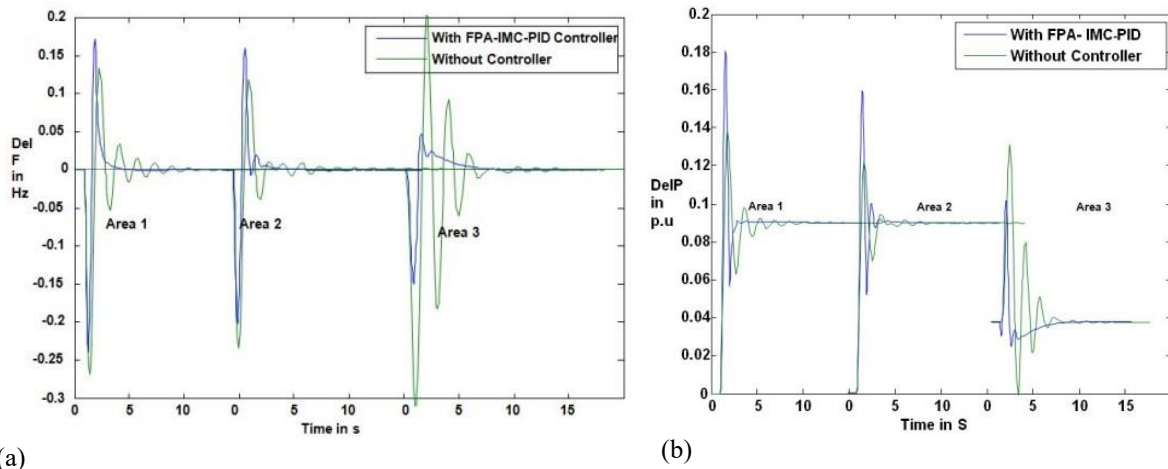 0.2
0.15
0.1
0.05
0
-0.05
-0.1
-0.15
-0.2
-0.25
-0.3
Del
F
in
Hz
With FPA-IMC-PID Controller
Without Controller
Area 1
Area 2
Area 3
0 5 10 0 5 10 0 5 10 15
Time in s
(a)
0.2
0.18
0.16
0.14
0.12
0.1
0.08
0.06
0.04
0.02
0
DelP
in
p.u
With FPA- IMC-PID
Without Controller
Area 1
Area 2
Area 3
0 5 10 0 5 10 0 5 10 15
Time in S
(b)